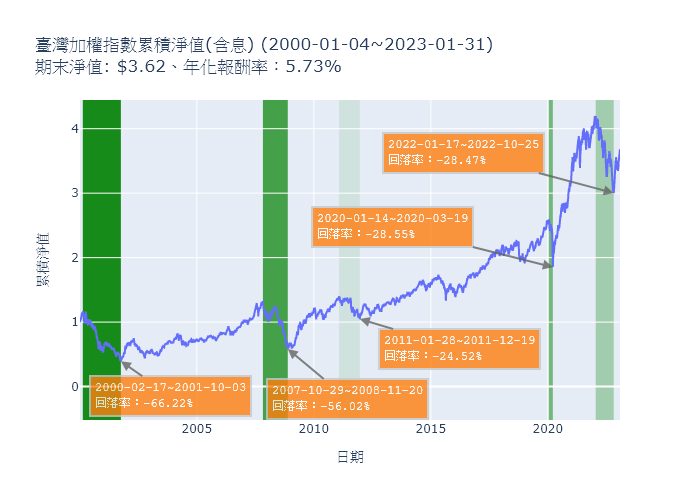 臺灣加權指數累積淨值(含息) (2000-01-04~2023-01-31)
期末淨值: $3.62、年化報酬率：5.73%
累積淨值
4
3
2
1
0
2022-01-17~2022-10-25
回落率：-28.47%
2020-01-14~2020-03-19
回落率：-28.55%
2011-01-28~2011-12-19
回落率：-24.52%
2000-02-17~2001-10-03
回落率：-66.22%
2007-10-29~2008-11-20
回落率：-56.02%
2005
2010
2015
2020
日期